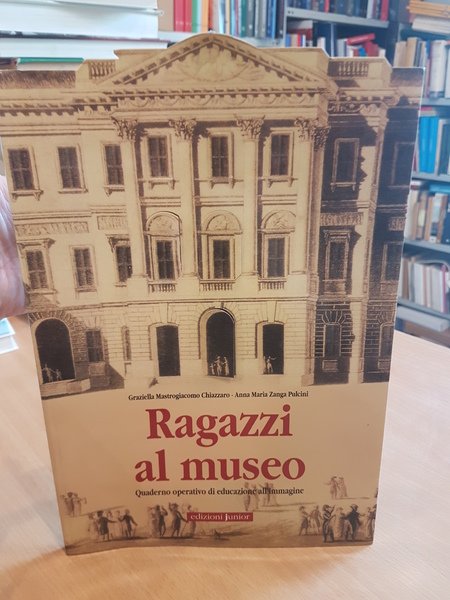 Graziella Mastrogiacomo Chiazzaro - Anna Maria Zanga Pulcini
Ragazzi
al museo
Quaderno operativo di educazione all'immagine
edizioni junior